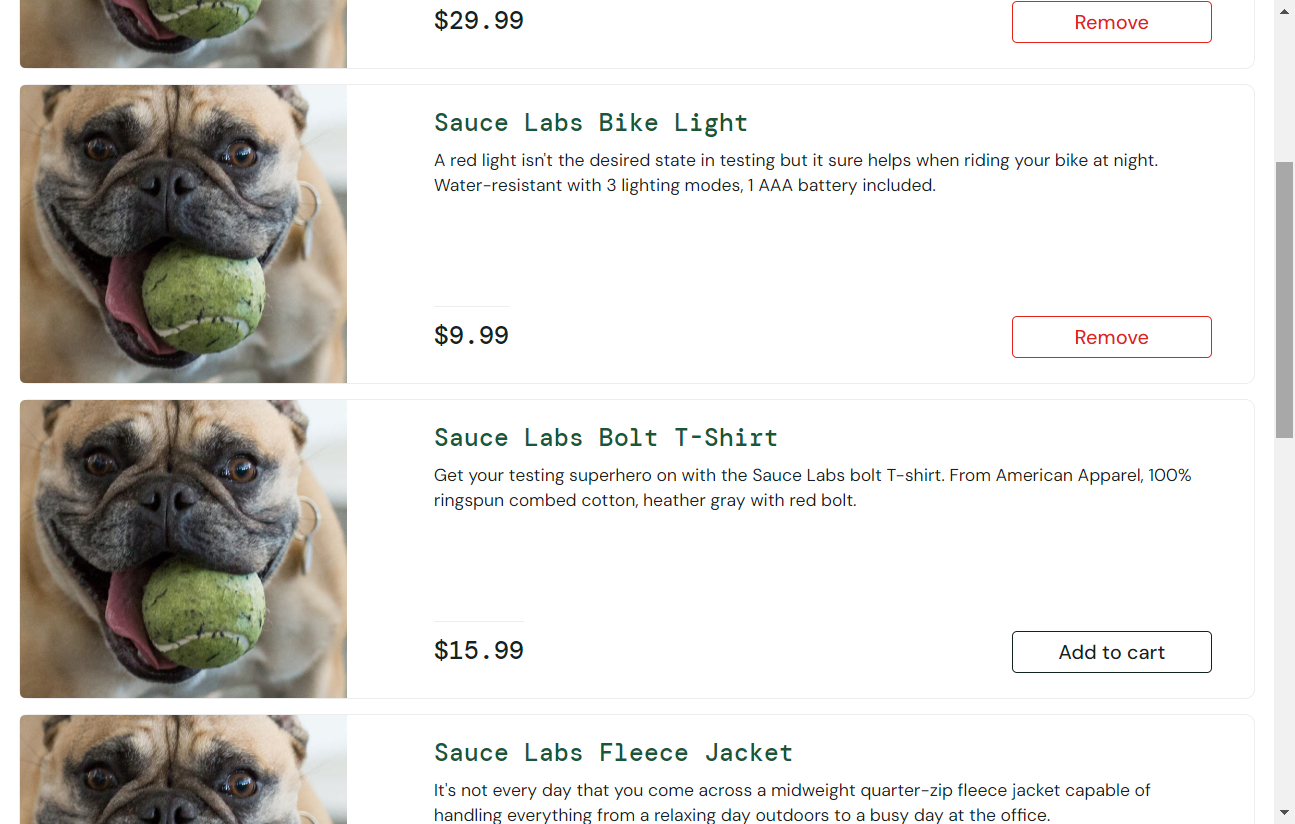 $29.99
Remove
Sauce Labs Bike Light
A red light isn't the desired state in testing but it sure helps when riding your bike at night.
Water-resistant with 3 lighting modes, 1 AAA battery included.
$9.99
Remove
Sauce Labs Bolt T-Shirt
Get your testing superhero on with the Sauce Labs bolt T-shirt. From American Apparel, 100%
ringspun combed cotton, heather gray with red bolt.
$15.99
Add to cart
Sauce Labs Fleece Jacket
It's not every day that you come across a midweight quarter-zip fleece jacket capable of
handling everything from a relaxing day outdoors to a busy day at the office.